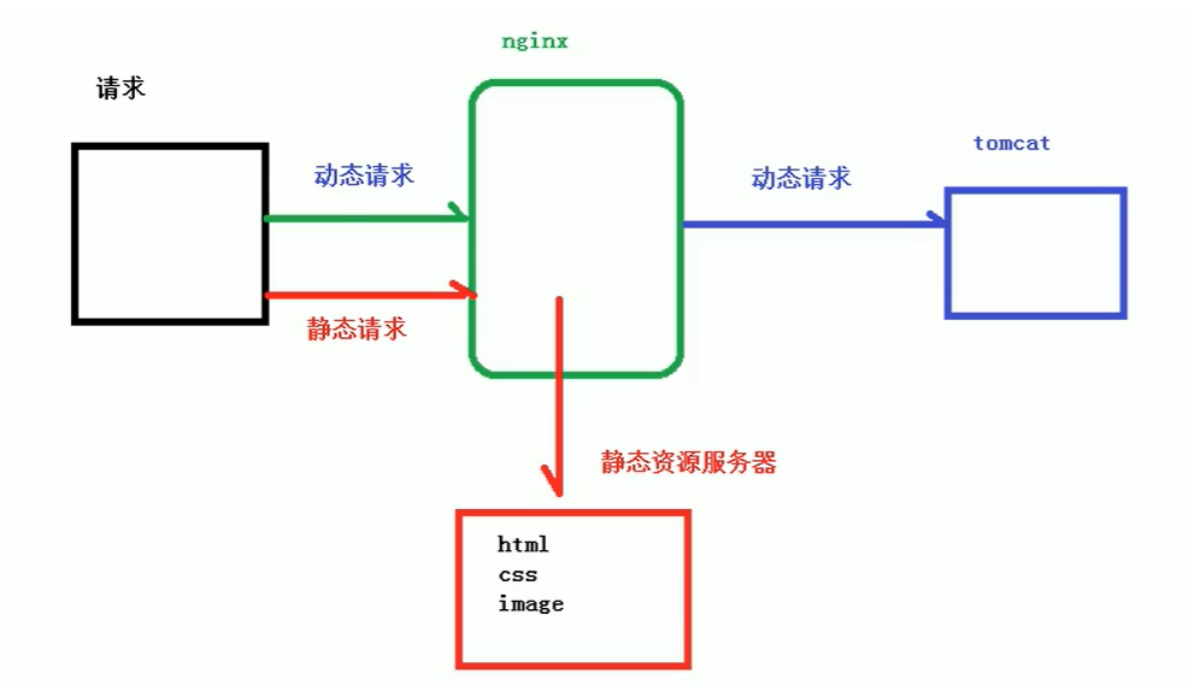 nginx
请求
tomcat
动态请求
动态请求
静态请求
静态资源服务器
html
css
image